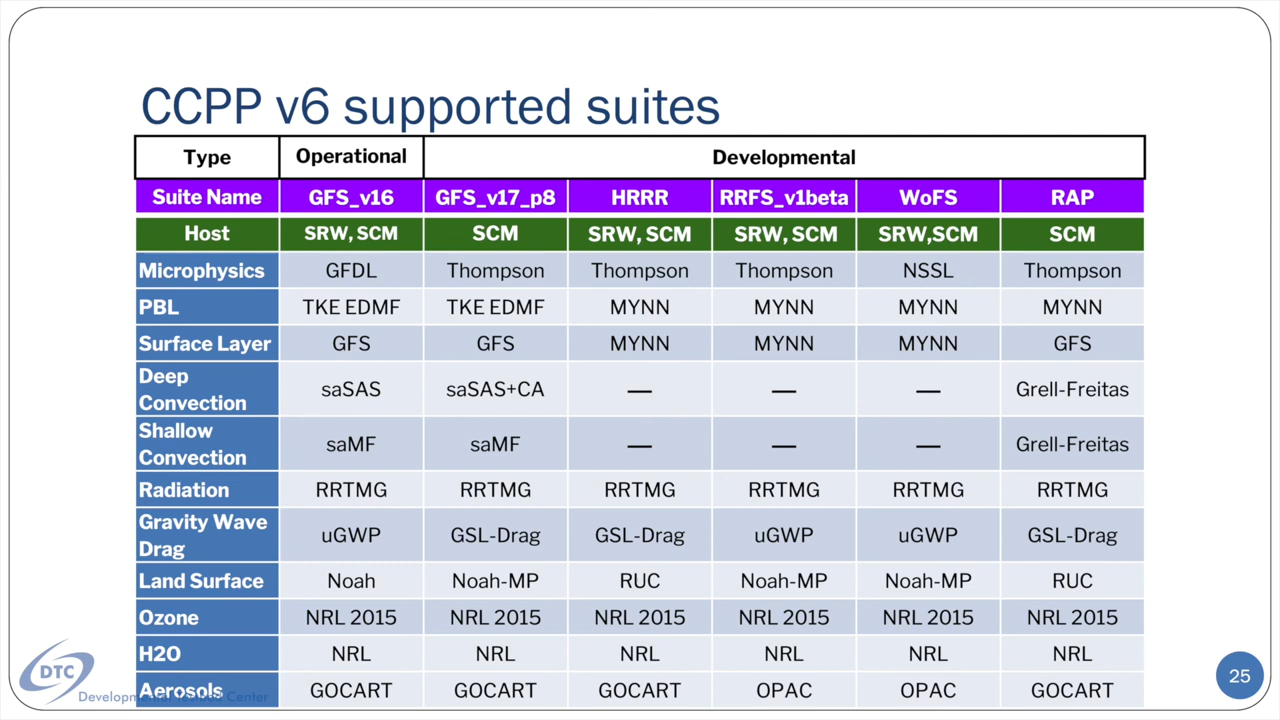 CCPP v6 supported suites
Type Operational Developmental
Suite Name GFS_v16 GFS_v17_p8 HRRR RRFS_v1beta WoFS RAP
Host SRW, SCM SCM SRW, SCM SRW, SCM SRW,SCM SCM
Microphysics GFDL Thompson Thompson Thompson NSSL Thompson
PBL TKE EDMF TKE EDMF MYNN MYNN MYNN MYNN
Surface Layer GFS GFS MYNN MYNN MYNN GFS
Deep
Convection saSAS saSAS+CA — — — Grell-Freitas
Shallow
Convection saMF saMF — — — Grell-Freitas
Radiation RRTMG RRTMG RRTMG RRTMG RRTMG RRTMG
Gravity Wave
Drag uGWP GSL-Drag GSL-Drag uGWP uGWP GSL-Drag
Land Surface Noah Noah-MP RUC Noah-MP Noah-MP RUC
Ozone NRL 2015 NRL 2015 NRL 2015 NRL 2015 NRL 2015 NRL 2015
H2O NRL NRL NRL NRL NRL NRL
Aerosols GOCART GOCART GOCART OPAC OPAC GOCART
DTC
Developmental Testbed Center
25